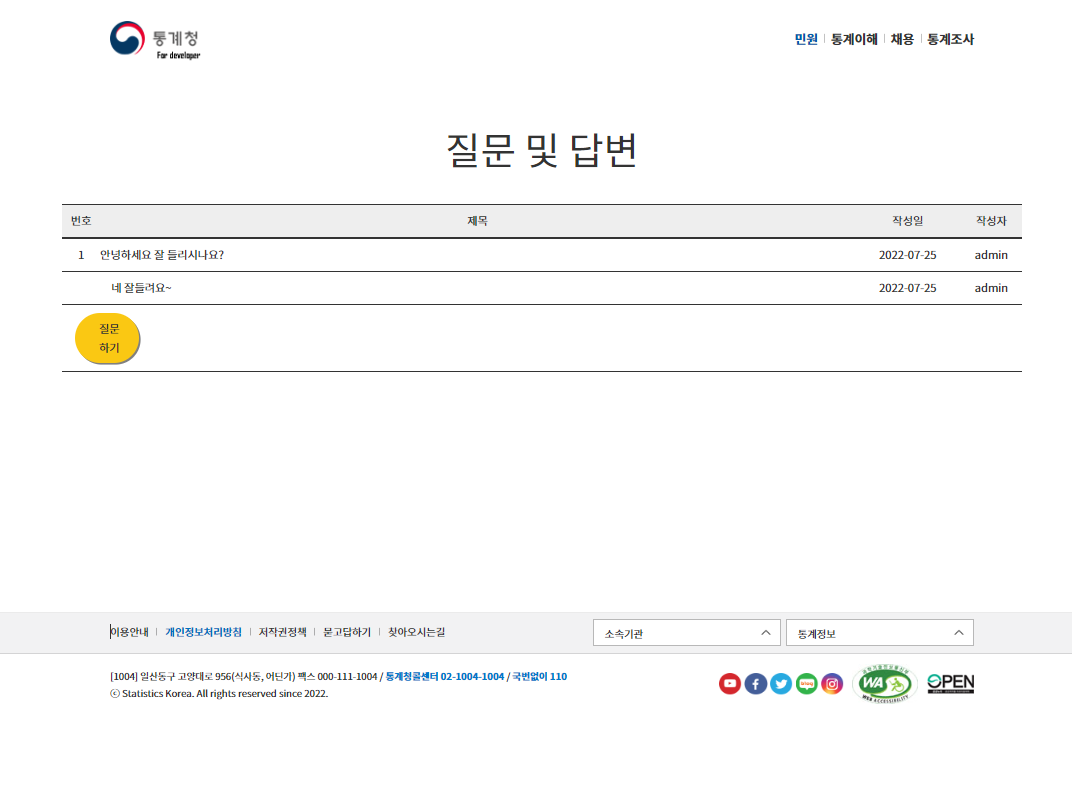 통계청
For developer
민원 통계이해 채용 통계조사
질문 및 답변
번호 제목 작성일 작성자
1 안녕하세요 잘 들리시나요? 2022-07-25 admin
네 잘들려요~ 2022-07-25 admin
질문
하기
이용안내 개인정보처리방침 저작권정책 묻고답하기 찾아오시는길 소속기관 통계정보
[1004] 일산동구 고양대로 956(식사동, 어딘가) 팩스 000-111-1004 / 통계청콜센터 02-1004-1004 / 국번없이 110
ⓒ Statistics Korea. All rights reserved since 2022.
blog
WA
WEB ACCESSIBILITY
OPEN